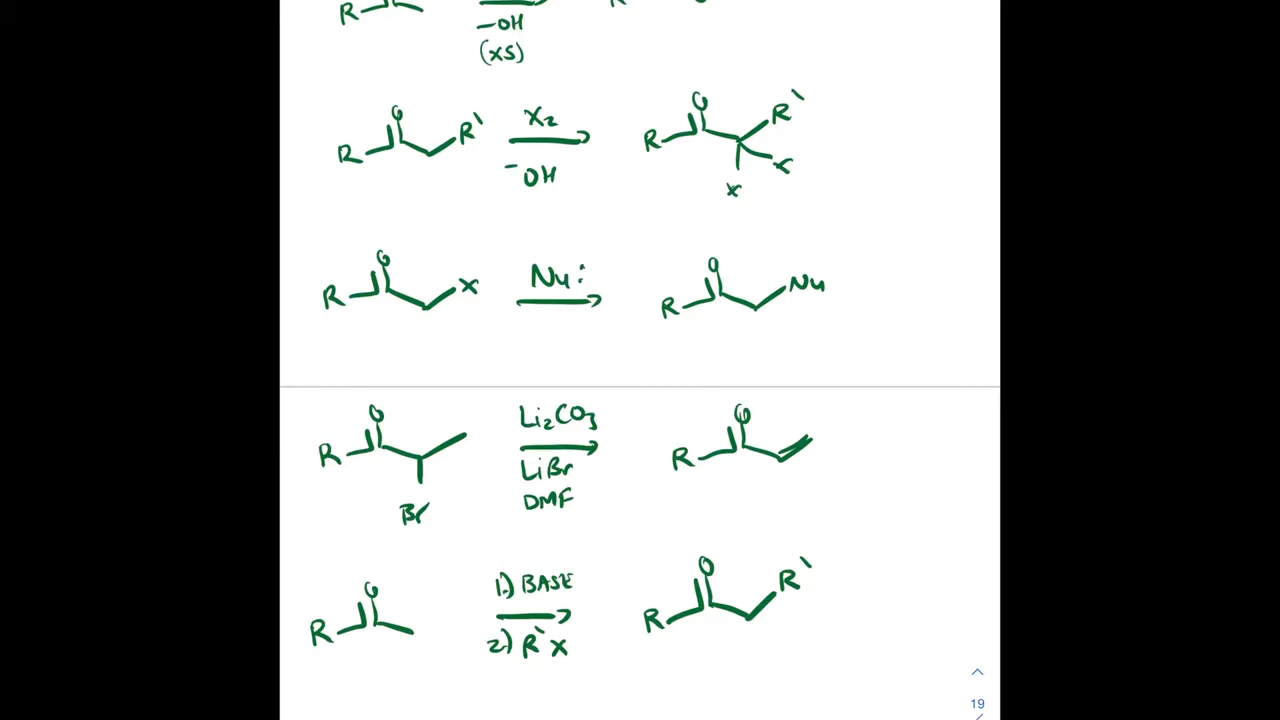 R
-OH
R
(xs)
O R' X2 O R'
R -OH R X
X
O X Nu: O Nu
R R
O Li2CO3 O
R LiBr R
Br DMF
O 1.) BASE O R'
R 2.) R'X R
19